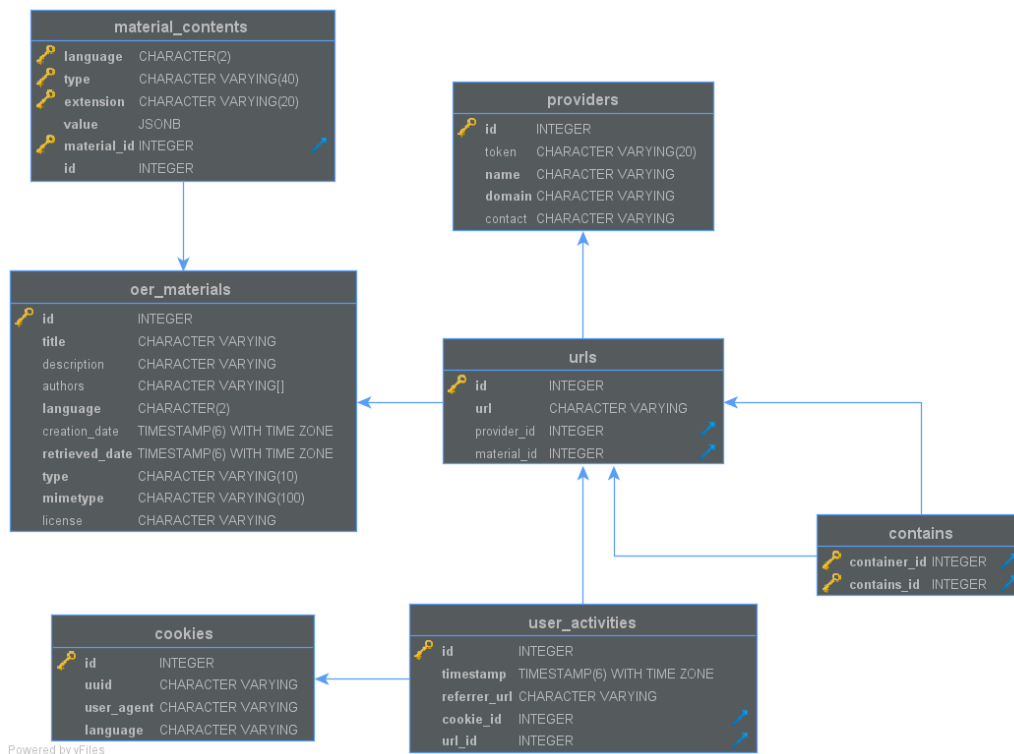 material_contents
language CHARACTER(2)
type CHARACTER VARYING(40)
extension CHARACTER VARYING(20)
value JSONB
material_id INTEGER
id INTEGER
providers
id INTEGER
token CHARACTER VARYING(20)
name CHARACTER VARYING
domain CHARACTER VARYING
contact CHARACTER VARYING
oer_materials
id INTEGER
title CHARACTER VARYING
description CHARACTER VARYING
authors CHARACTER VARYING[]
language CHARACTER(2)
creation_date TIMESTAMP(6) WITH TIME ZONE
retrieved_date TIMESTAMP(6) WITH TIME ZONE
type CHARACTER VARYING(10)
mimetype CHARACTER VARYING(100)
license CHARACTER VARYING
urls
id INTEGER
url CHARACTER VARYING
provider_id INTEGER
material_id INTEGER
contains
container_id INTEGER
contains_id INTEGER
cookies
id INTEGER
uuid CHARACTER VARYING
user_agent CHARACTER VARYING
language CHARACTER VARYING
user_activities
id INTEGER
timestamp TIMESTAMP(6) WITH TIME ZONE
referrer_url CHARACTER VARYING
cookie_id INTEGER
url_id INTEGER
Powered by yFiles